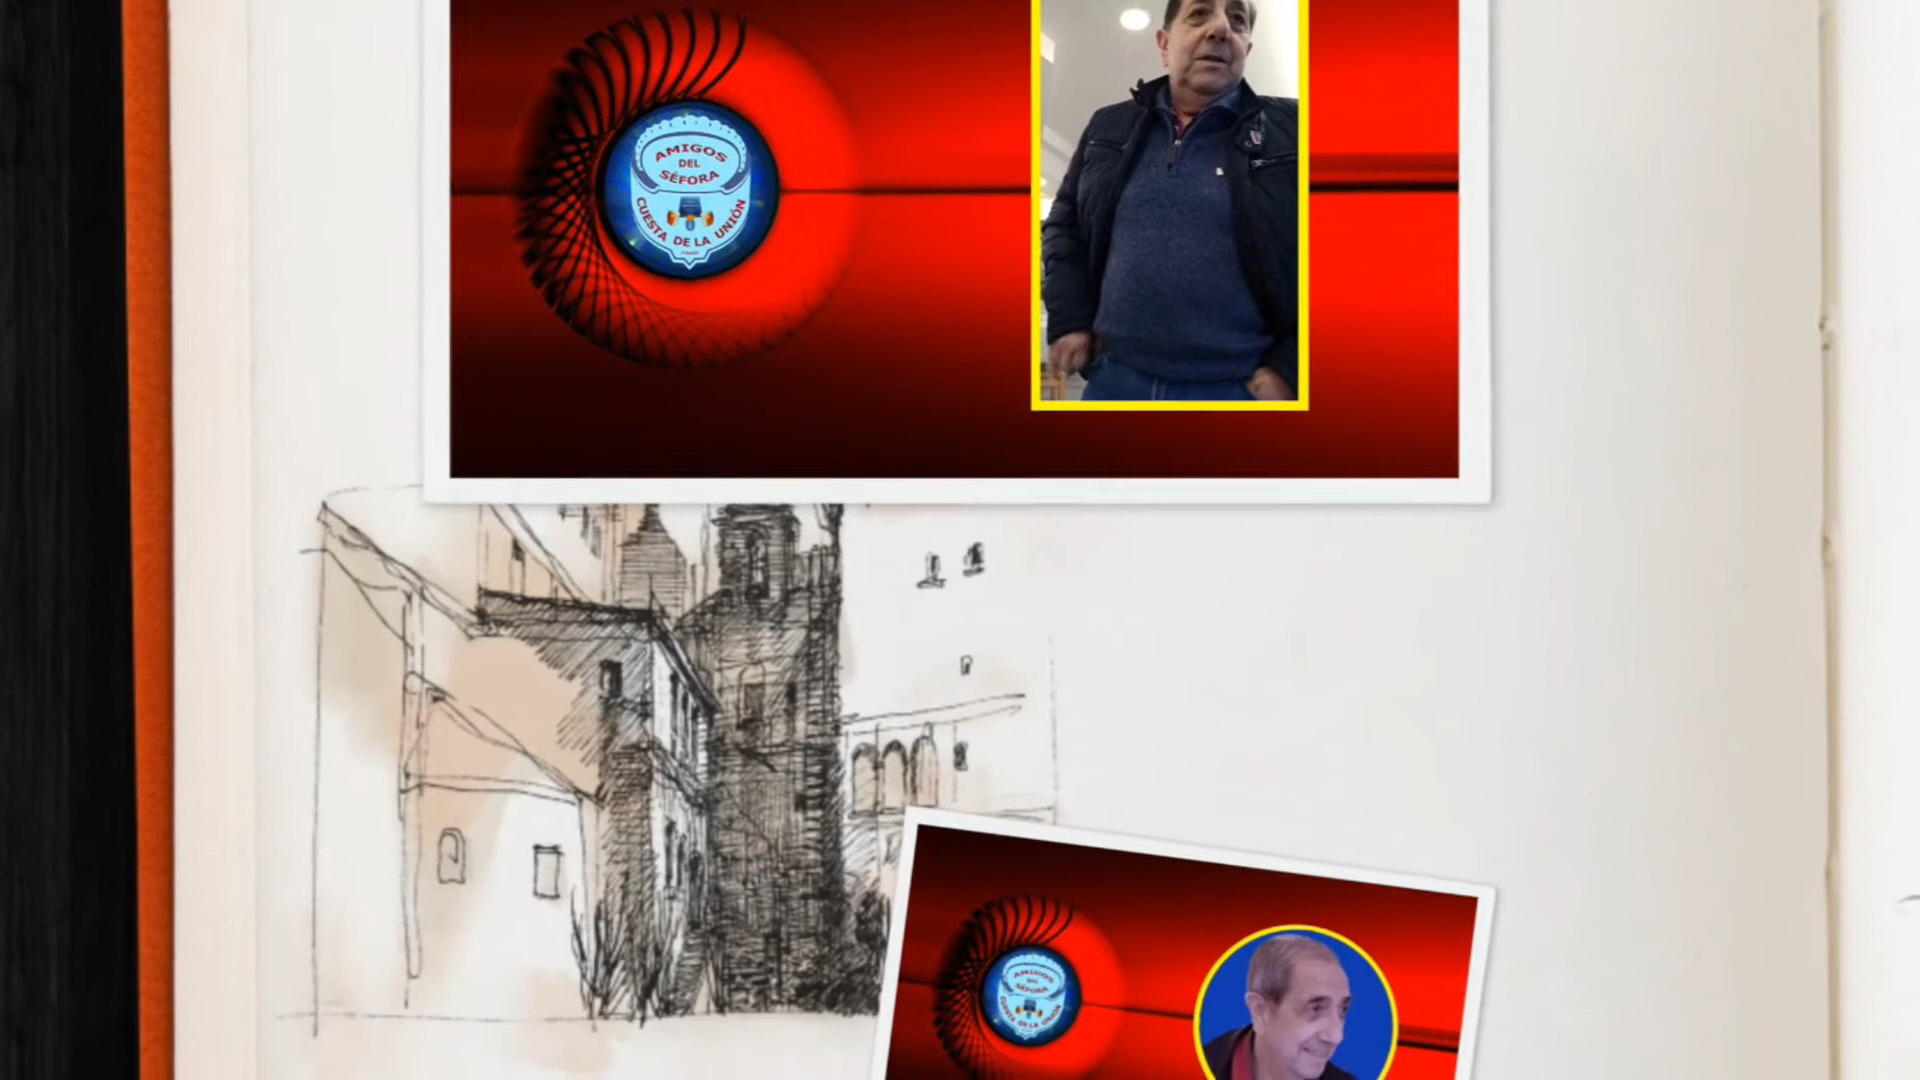 AMIGOS
DEL
SÉFORA
CUESTA DE LA UNIÓN
AMIGOS
DEL
SÉFORA
CUESTA DE LA UNIÓN